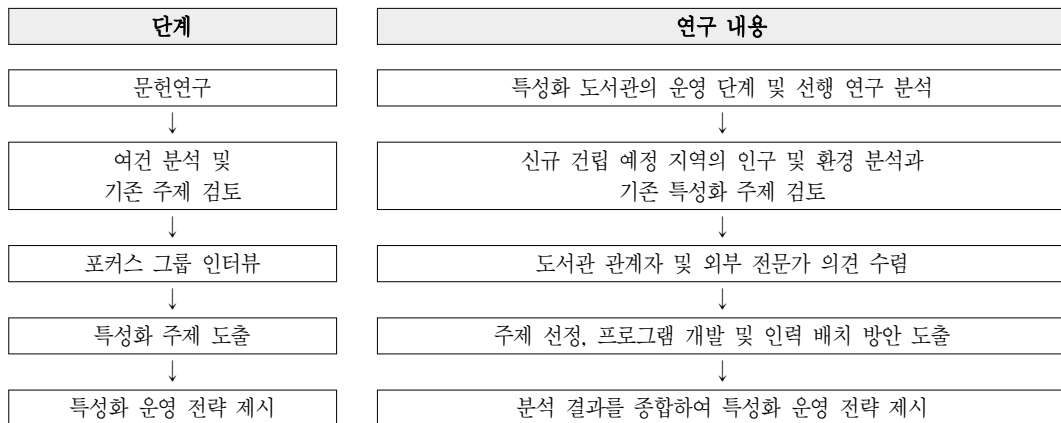 단계
연구 내용
문헌연구
특성화 도서관의 운영 단계 및 선행 연구 분석
↓
↓
여건 분석 및
기존 주제 검토
신규 건립 예정 지역의 인구 및 환경 분석과
기존 특성화 주제 검토
↓
↓
포커스 그룹 인터뷰
도서관 관계자 및 외부 전문가 의견 수렴
↓
↓
특성화 주제 도출
주제 선정, 프로그램 개발 및 인력 배치 방안 도출
↓
↓
특성화 운영 전략 제시
분석 결과를 종합하여 특성화 운영 전략 제시